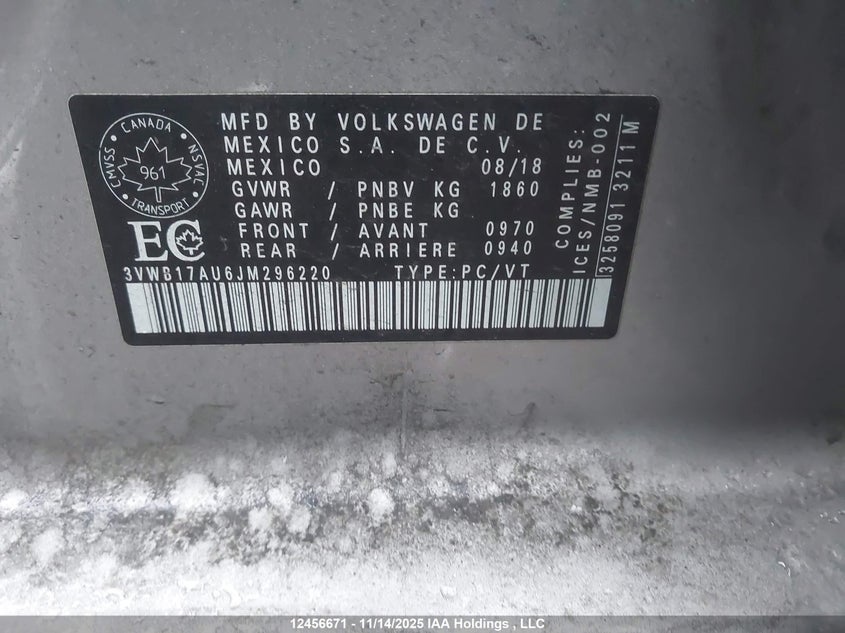 CANADA
CMVSS
NSVAC
961
TRANSPORT
EC
MFD BY VOLKSWAGEN DE
MEXICO S.A. DE C.V.
MEXICO 08/18
GVWR / PNBV KG 1860
GAWR / PNBE KG
FRONT / AVANT 0970
REAR / ARRIERE 0940
3VWB17AU6JM296220 TYPE:PC/VT
COMPLIES:
ICES/NMB-002
3258091 3211 M
12456671 - 11/14/2025 IAA Holdings , LLC